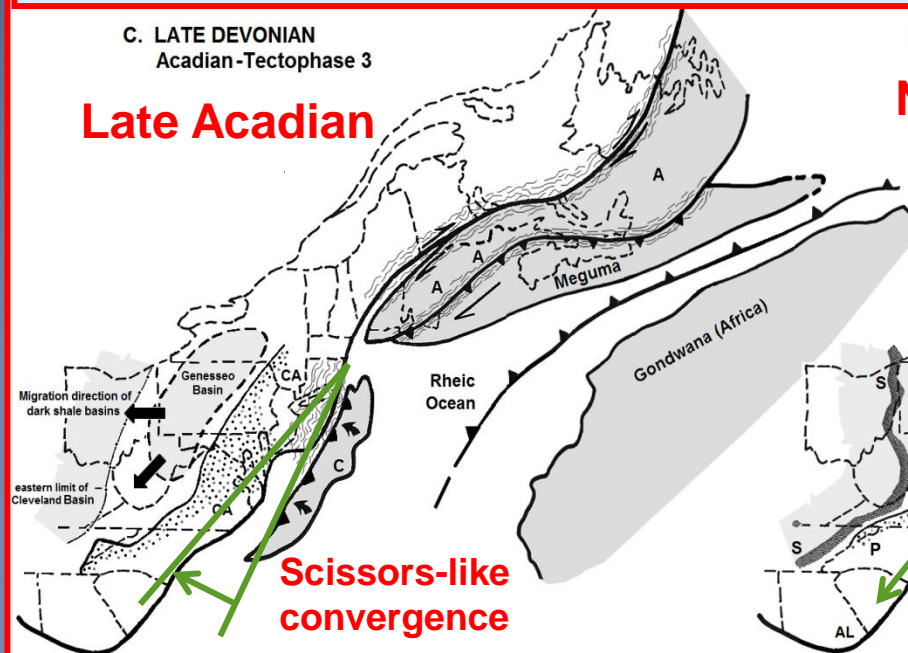 C. LATE DEVONIAN
Acadian-Tectophase 3
Late Acadian
N
A
A
A
Meguma
Gondwana (Africa)
Rheic
Ocean
Genesseo
Basin
CA
Migration direction of
dark shale basins
eastern limit of
Cleveland Basin
CA
C
Scissors-like
convergence
S
S
P
AL